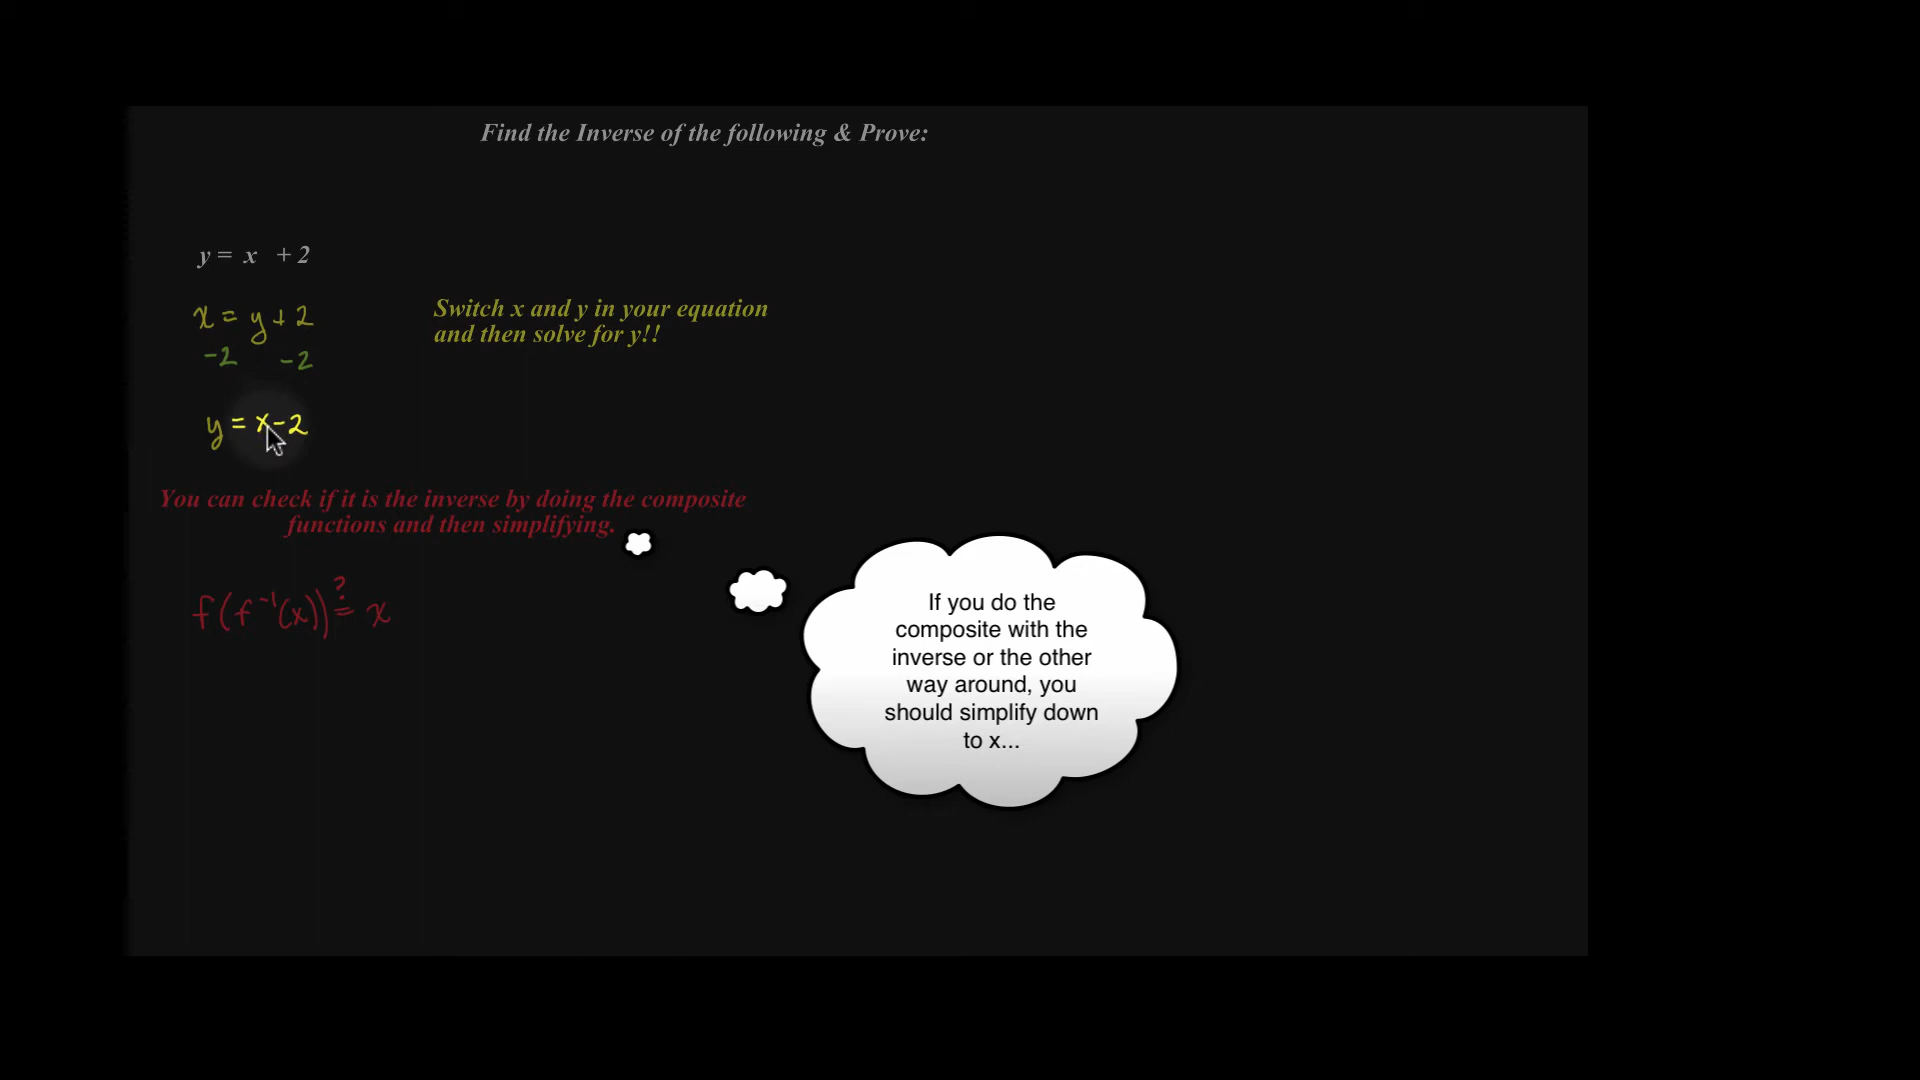 Find the Inverse of the following & Prove:
y = x + 2
x = y + 2
Switch x and y in your equation
and then solve for y!!
-2 -2
y = x - 2
You can check if it is the inverse by doing the composite
functions and then simplifying.
f(f⁻¹(x)) ≟ x
If you do the
composite with the
inverse or the other
way around, you
should simplify down
to x...